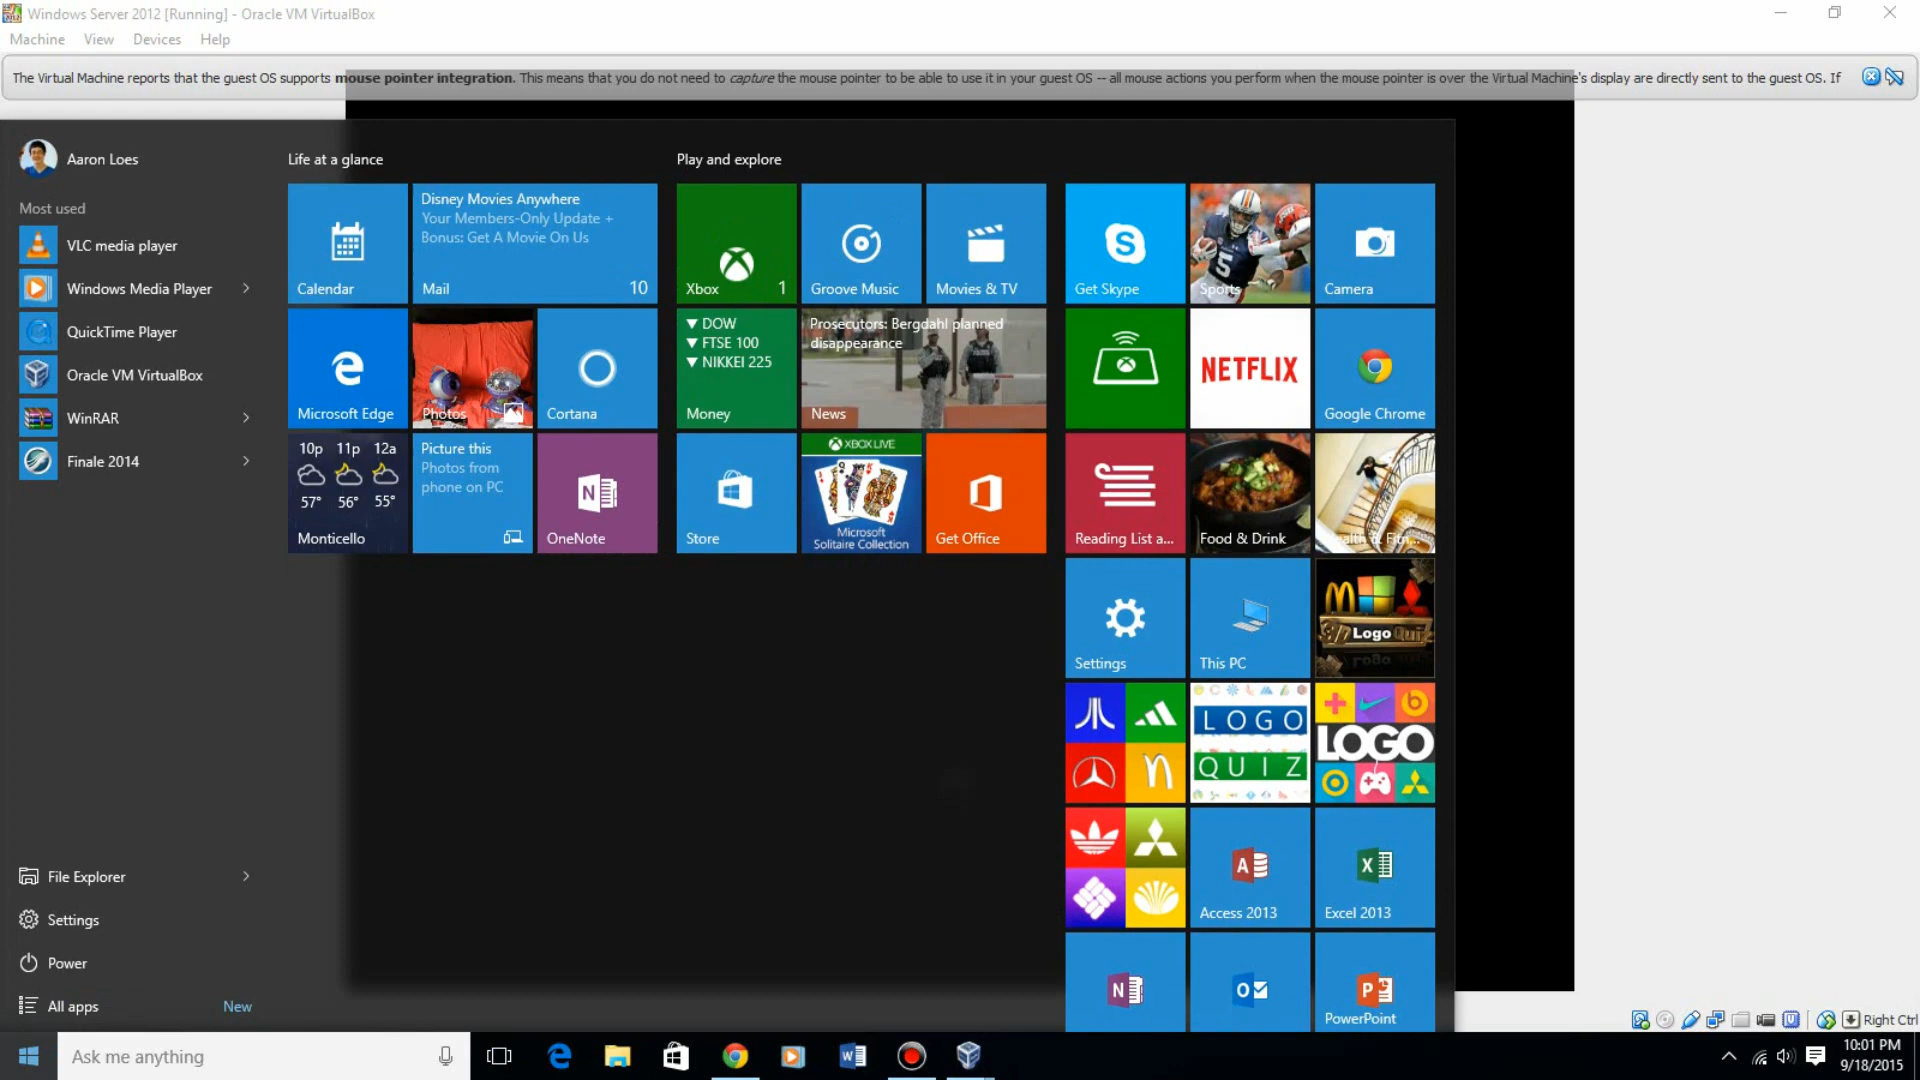 Windows Server 2012 [Running] - Oracle VM VirtualBox
Machine View Devices Help
The Virtual Machine reports that the guest OS supports mouse pointer integration. This means that you do not need to capture the mouse pointer to be able to use it in your guest OS -- all mouse actions you perform when the mouse pointer is over the Virtual Machine's display are directly sent to the guest OS. If
Aaron Loes
Most used
VLC media player
Windows Media Player
QuickTime Player
Oracle VM VirtualBox
WinRAR
Finale 2014
File Explorer
Settings
Power
All apps New
Life at a glance
Calendar
Disney Movies Anywhere
Your Members-Only Update +
Bonus: Get A Movie On Us
Mail 10
Microsoft Edge
Photos
Cortana
10p 11p 12a
57° 56° 55°
Monticello
Picture this
Photos from
phone on PC
OneNote
Play and explore
Xbox 1
Groove Music
Movies & TV
▼ DOW
▼ FTSE 100
▼ NIKKEI 225
Money
Prosecutors: Bergdahl planned
disappearance
News
Store
XBOX LIVE
Microsoft
Solitaire Collection
Get Office
Get Skype
Sports
Camera
NETFLIX
Google Chrome
Reading List a...
Food & Drink
Health & Fitn...
Settings
This PC
Logo Qui
LOGO
QUIZ
LOGO
Access 2013
Excel 2013
PowerPoint
Right Ctrl
Ask me anything
10:01 PM
9/18/2015